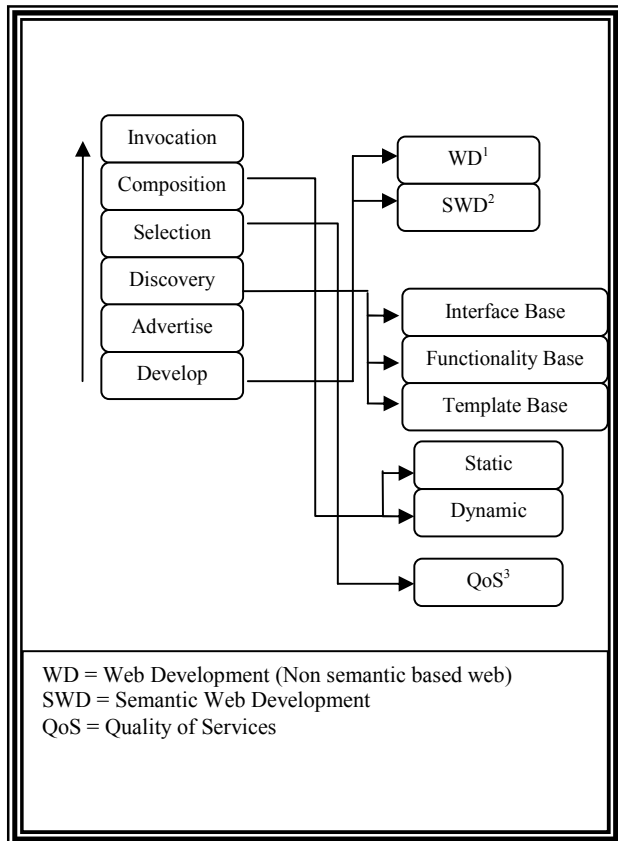 Invocation
Composition
Selection
Discovery
Advertise
Develop
WD¹
SWD²
Interface Base
Functionality Base
Template Base
Static
Dynamic
QoS³
WD = Web Development (Non semantic based web)
SWD = Semantic Web Development
QoS = Quality of Services